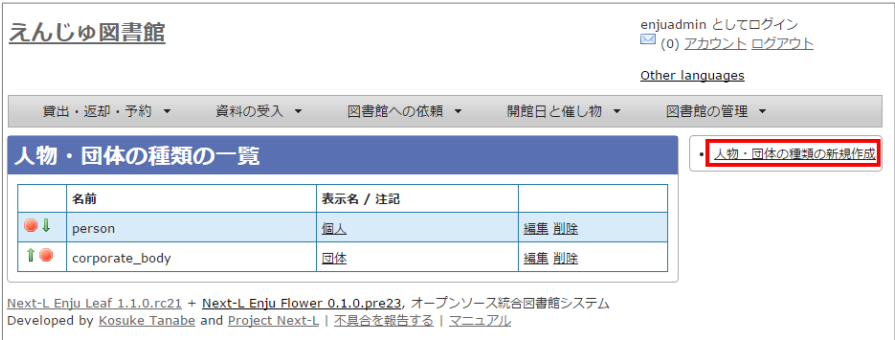 えんじゅ図書館
enjuadmin としてログイン
(0) アカウント ログアウト
Other languages
貸出・返却・予約 ▼ 資料の受入 ▼ 図書館への依頼 ▼ 開館日と催し物 ▼ 図書館の管理 ▼
人物・団体の種類の一覧
• 人物・団体の種類の新規作成
名前 表示名 / 注記
person 個人 編集 削除
corporate_body 団体 編集 削除
Next-L Enju Leaf 1.1.0.rc21 + Next-L Enju Flower 0.1.0.pre23, オープンソース統合図書館システム
Developed by Kosuke Tanabe and Project Next-L | 不具合を報告する | マニュアル